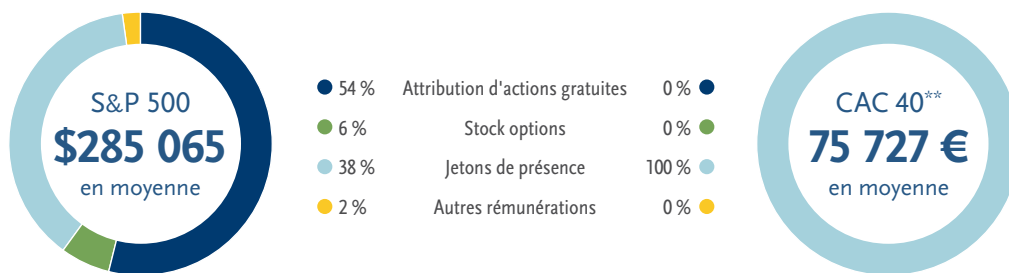 S&P 500
$285 065
en moyenne
54 % Attribution d'actions gratuites 0 %
6 % Stock options 0 %
38 % Jetons de présence 100 %
2 % Autres rémunérations 0 %
CAC 40**
75 727 €
en moyenne